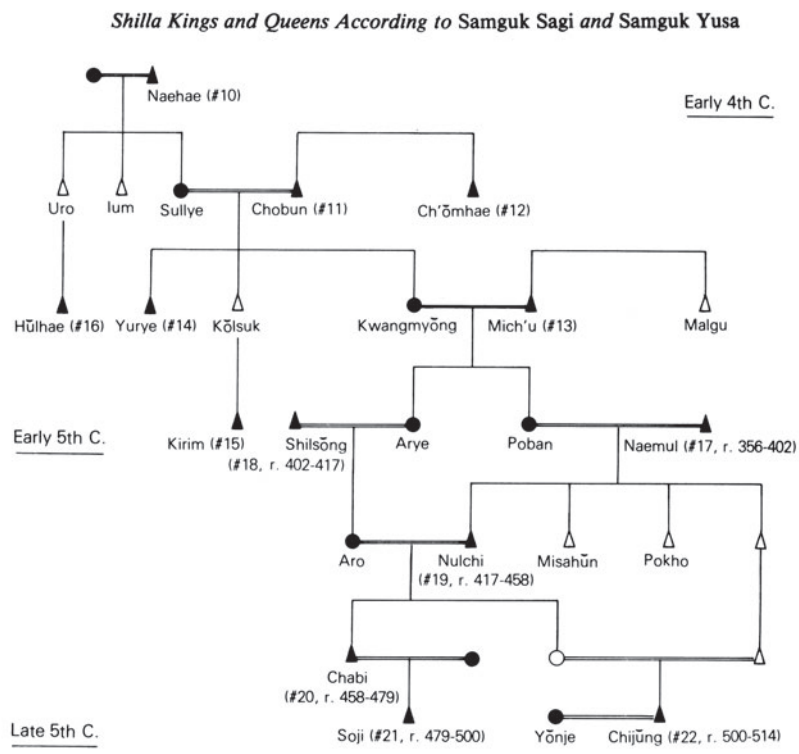 Shilla Kings and Queens According to Samguk Sagi and Samguk Yusa
Naehae (#10)
Early 4th C.
Uro
Ium
Sullye
Chobun (#11)
Ch'ŏmhae (#12)
Hŭlhae (#16)
Yurye (#14)
Kŏlsuk
Kwangmyŏng
Mich'u (#13)
Malgu
Early 5th C.
Kirim (#15)
Shilsŏng
(#18, r. 402-417)
Arye
Poban
Naemul (#17, r. 356-402)
Aro
Nulchi
(#19, r. 417-458)
Misahŭn
Pokho
Chabi
(#20, r. 458-479)
Late 5th C.
Soji (#21, r. 479-500)
Yŏnje
Chijŭng (#22, r. 500-514)